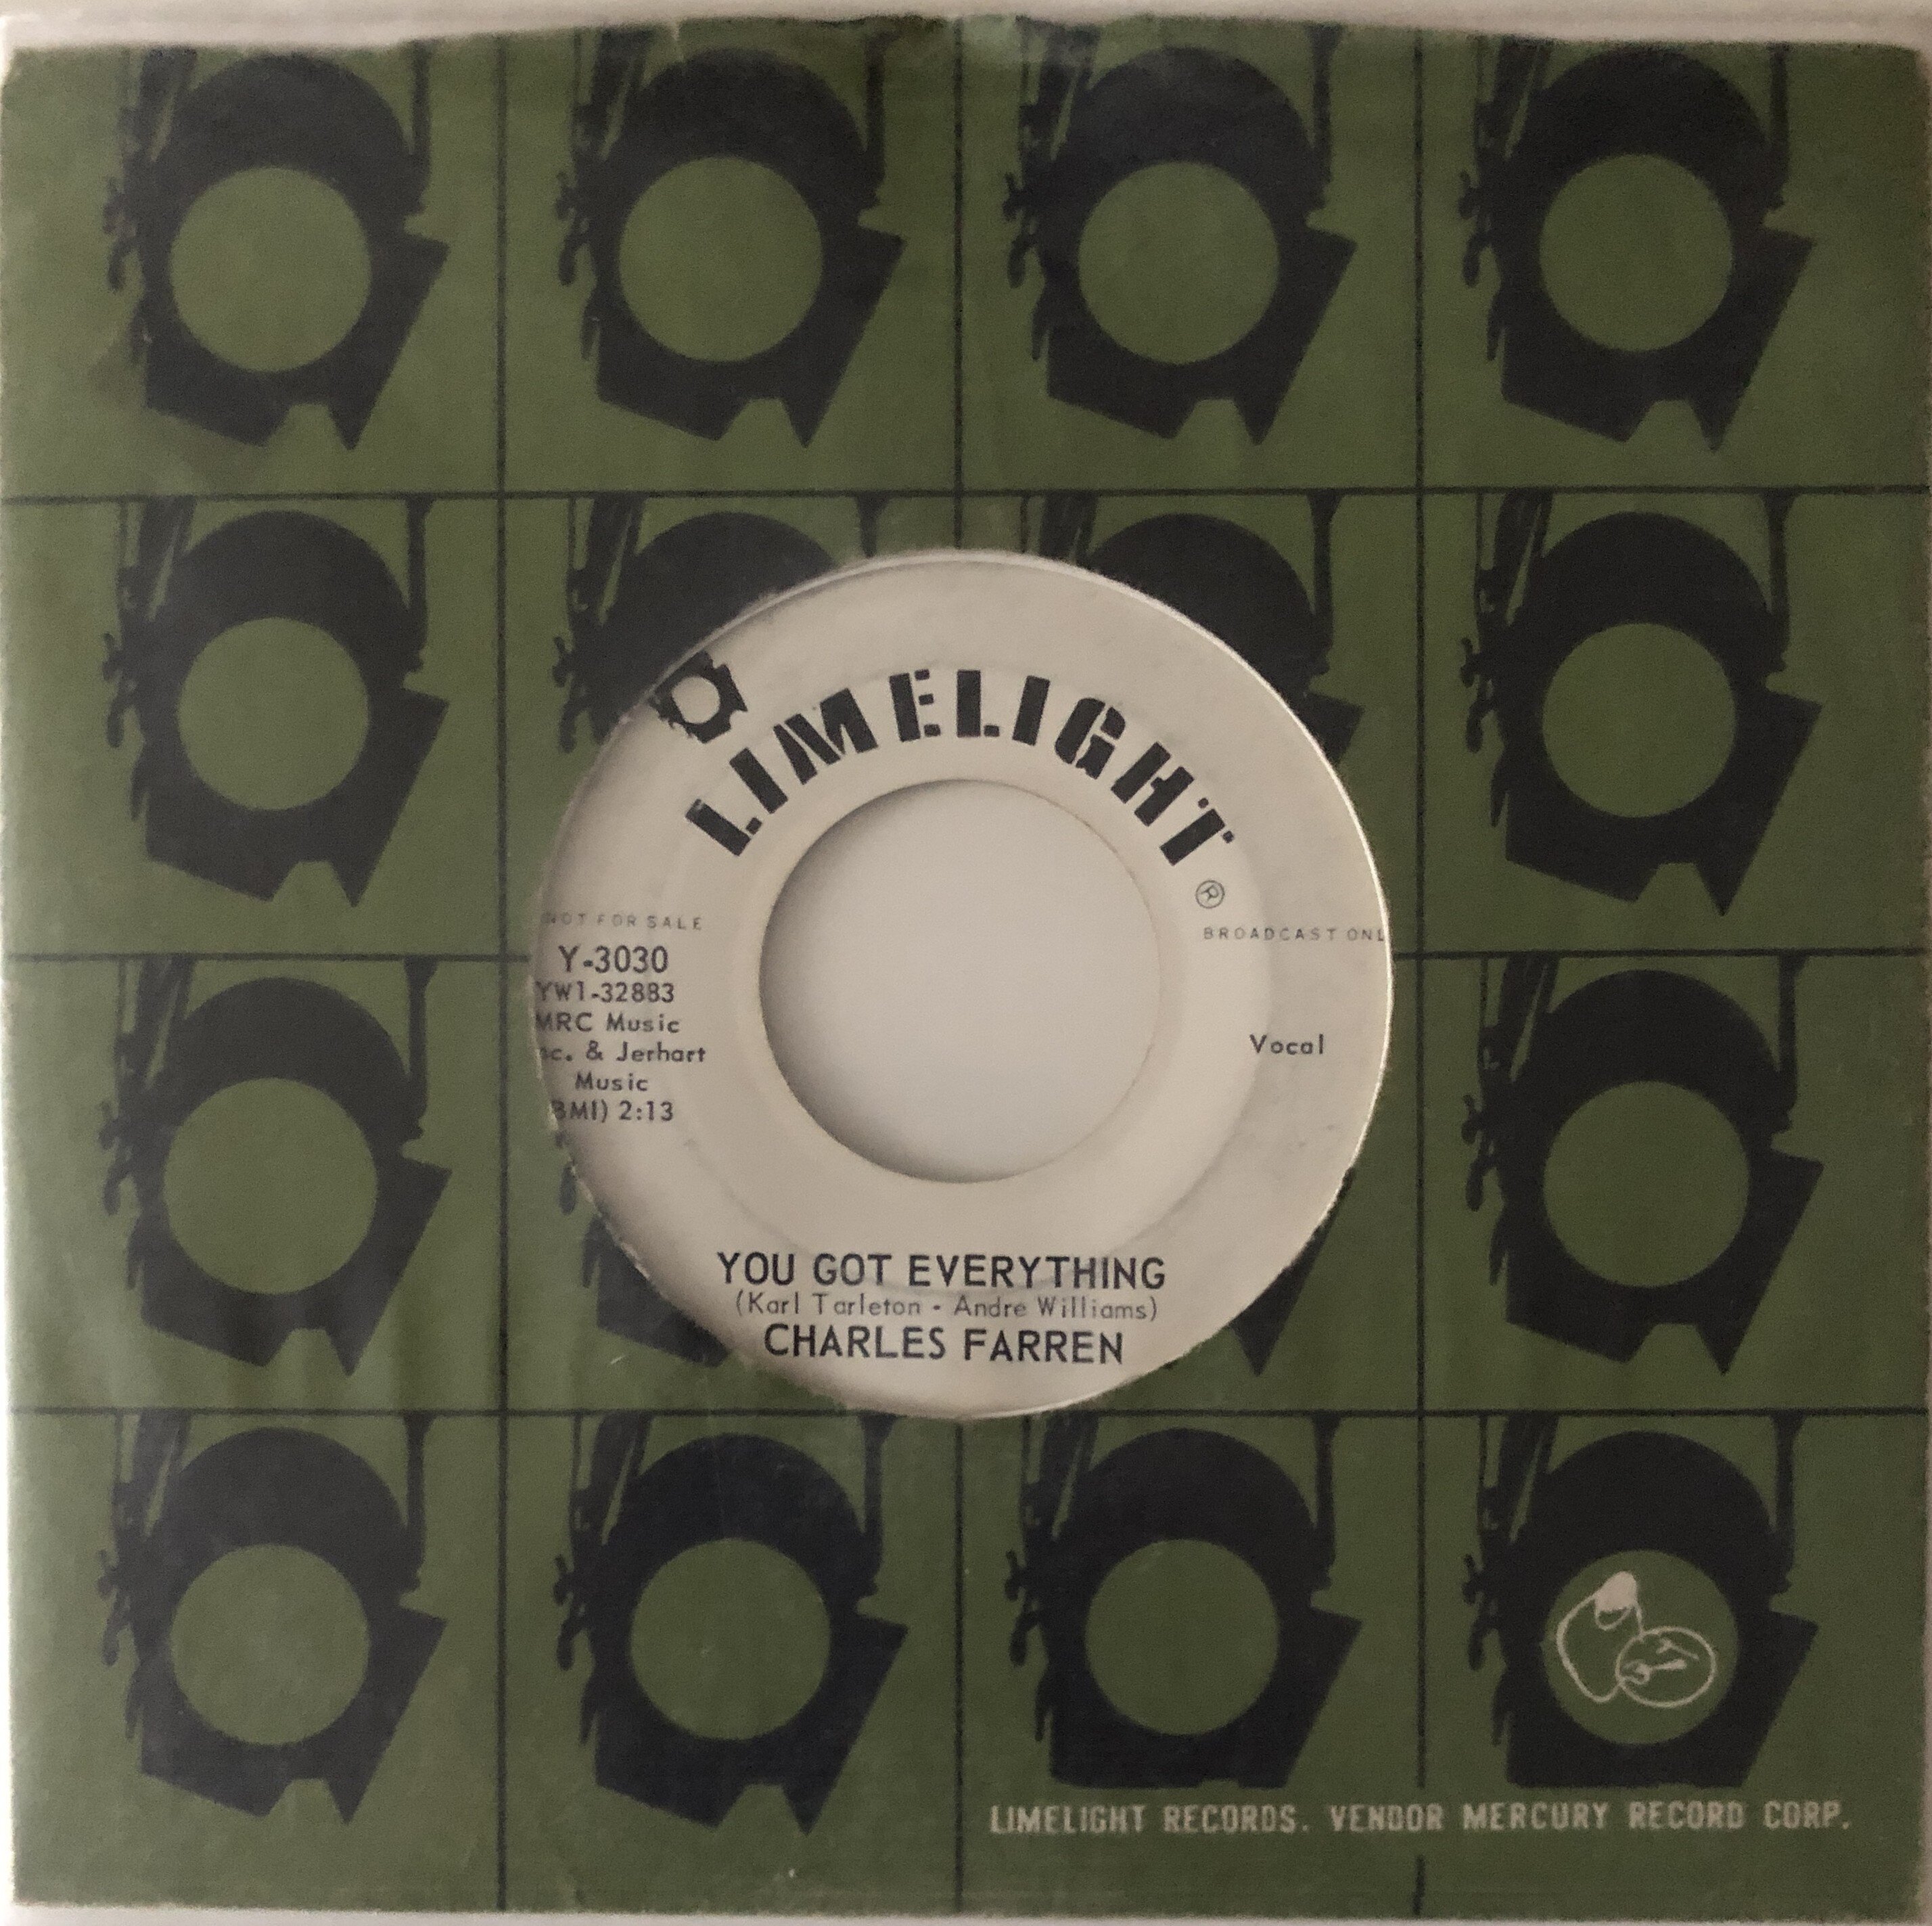 LIMELIGHT
®
NOT FOR SALE
BROADCAST ONL
Y-3030
YW1-32883
MRC Music
nc. & Jerhart
Music
BMI) 2:13
Vocal
YOU GOT EVERYTHING
(Karl Tarleton - Andre Williams)
CHARLES FARREN
LIMELIGHT RECORDS. VENDOR MERCURY RECORD CORP.